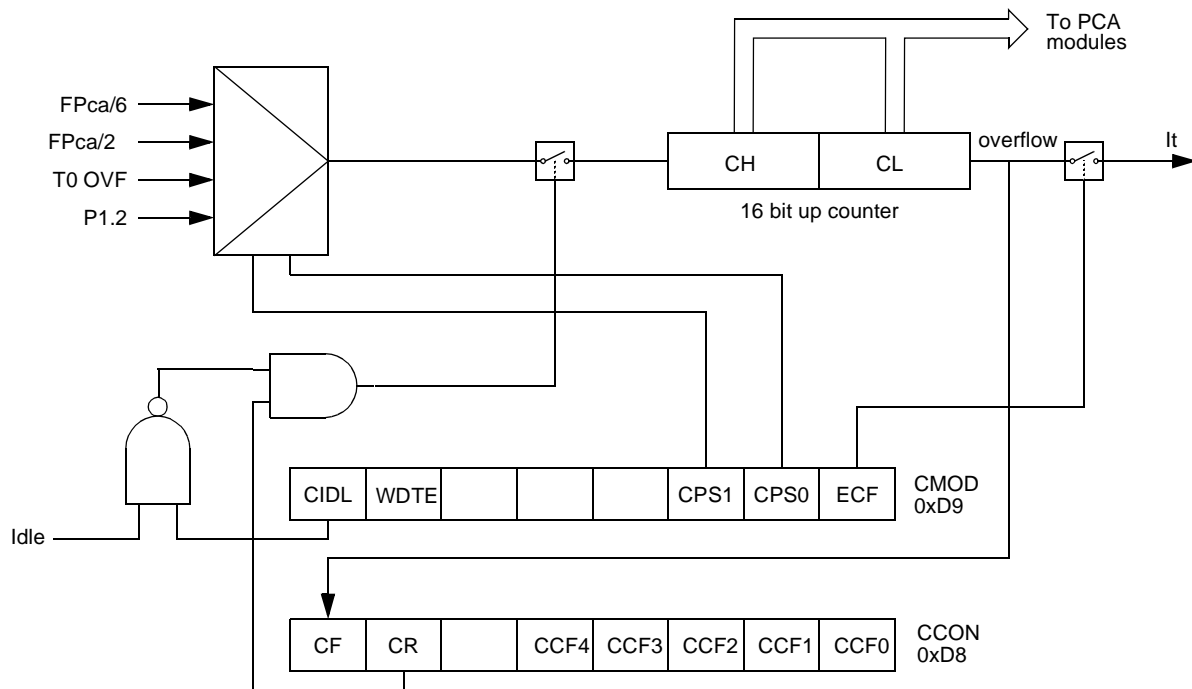 To PCA
modules
FPca/6
FPca/2
T0 OVF
P1.2
CH
CL
overflow
It
16 bit up counter
CIDL
WDTE
CPS1
CPS0
ECF
CMOD
0xD9
Idle
CF
CR
CCF4
CCF3
CCF2
CCF1
CCF0
CCON
0xD8